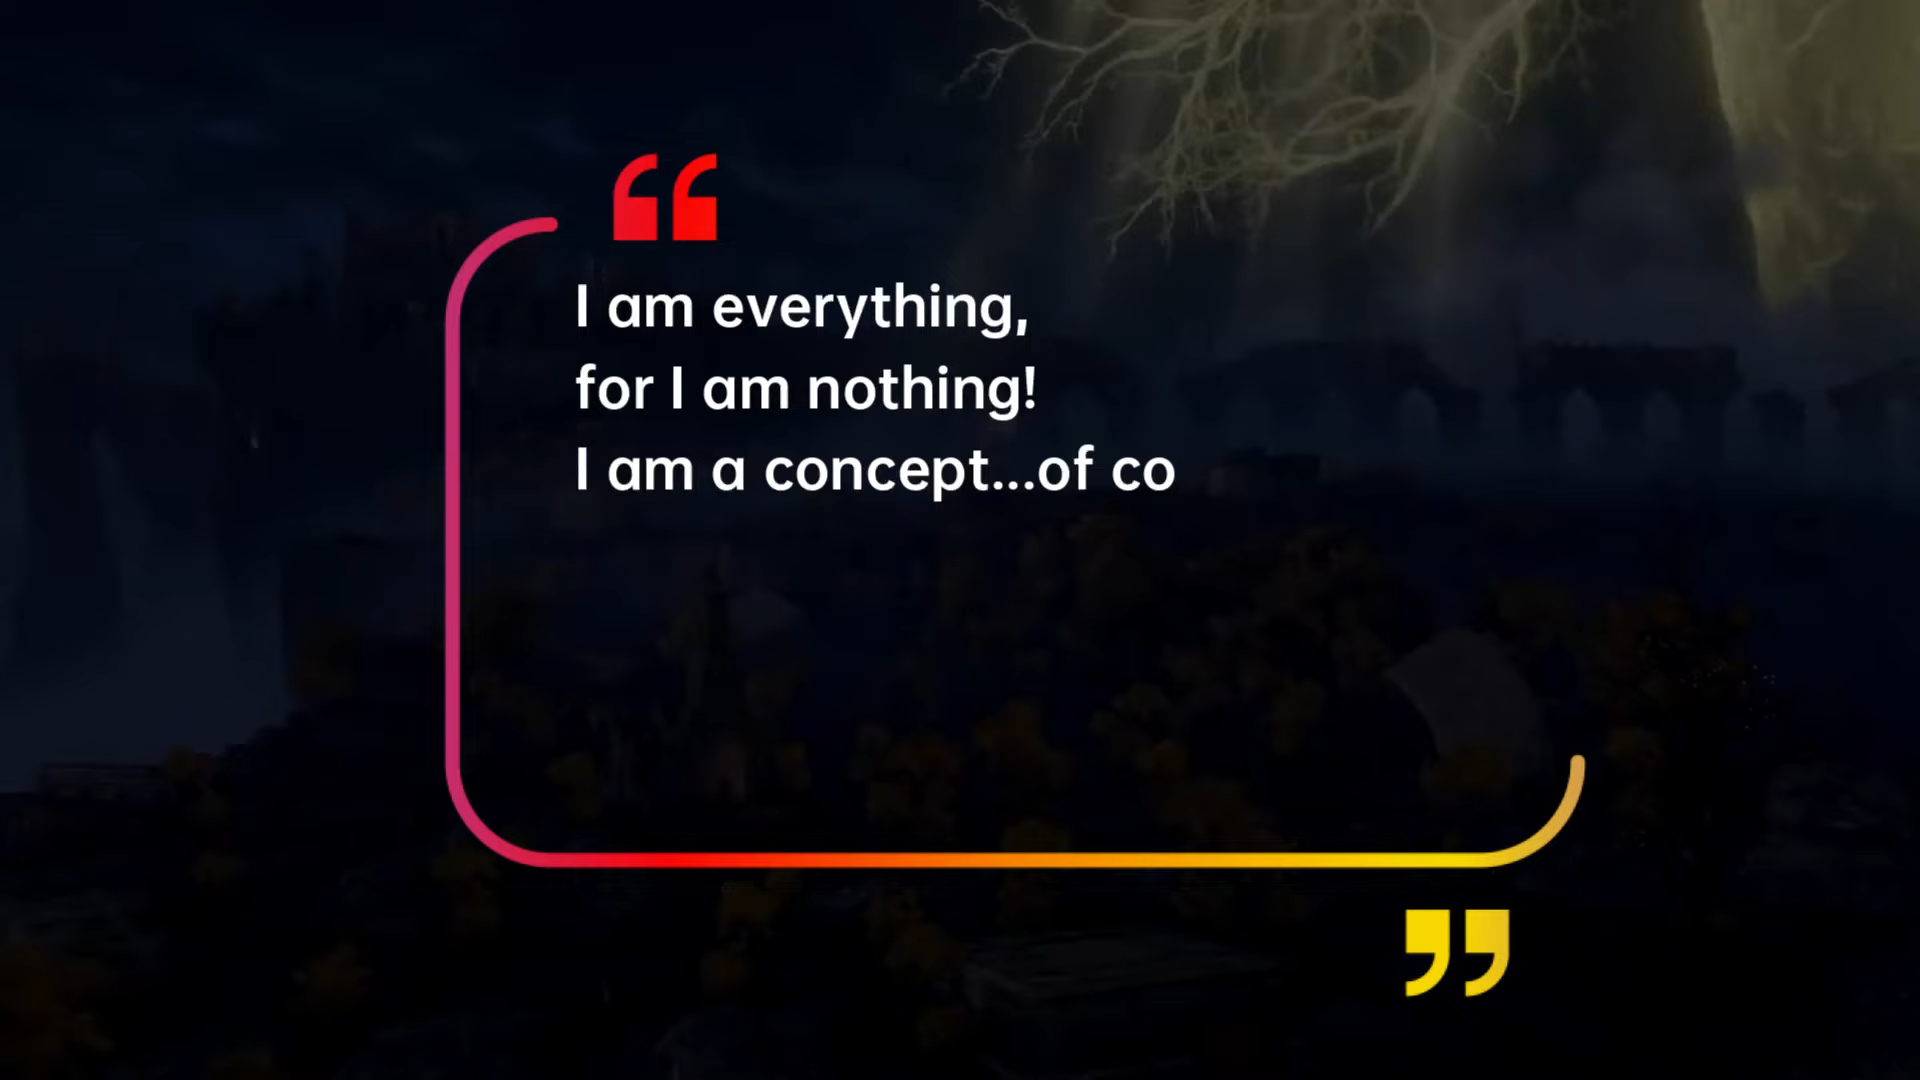 “
I am everything,
for I am nothing!
I am a concept...of co
”